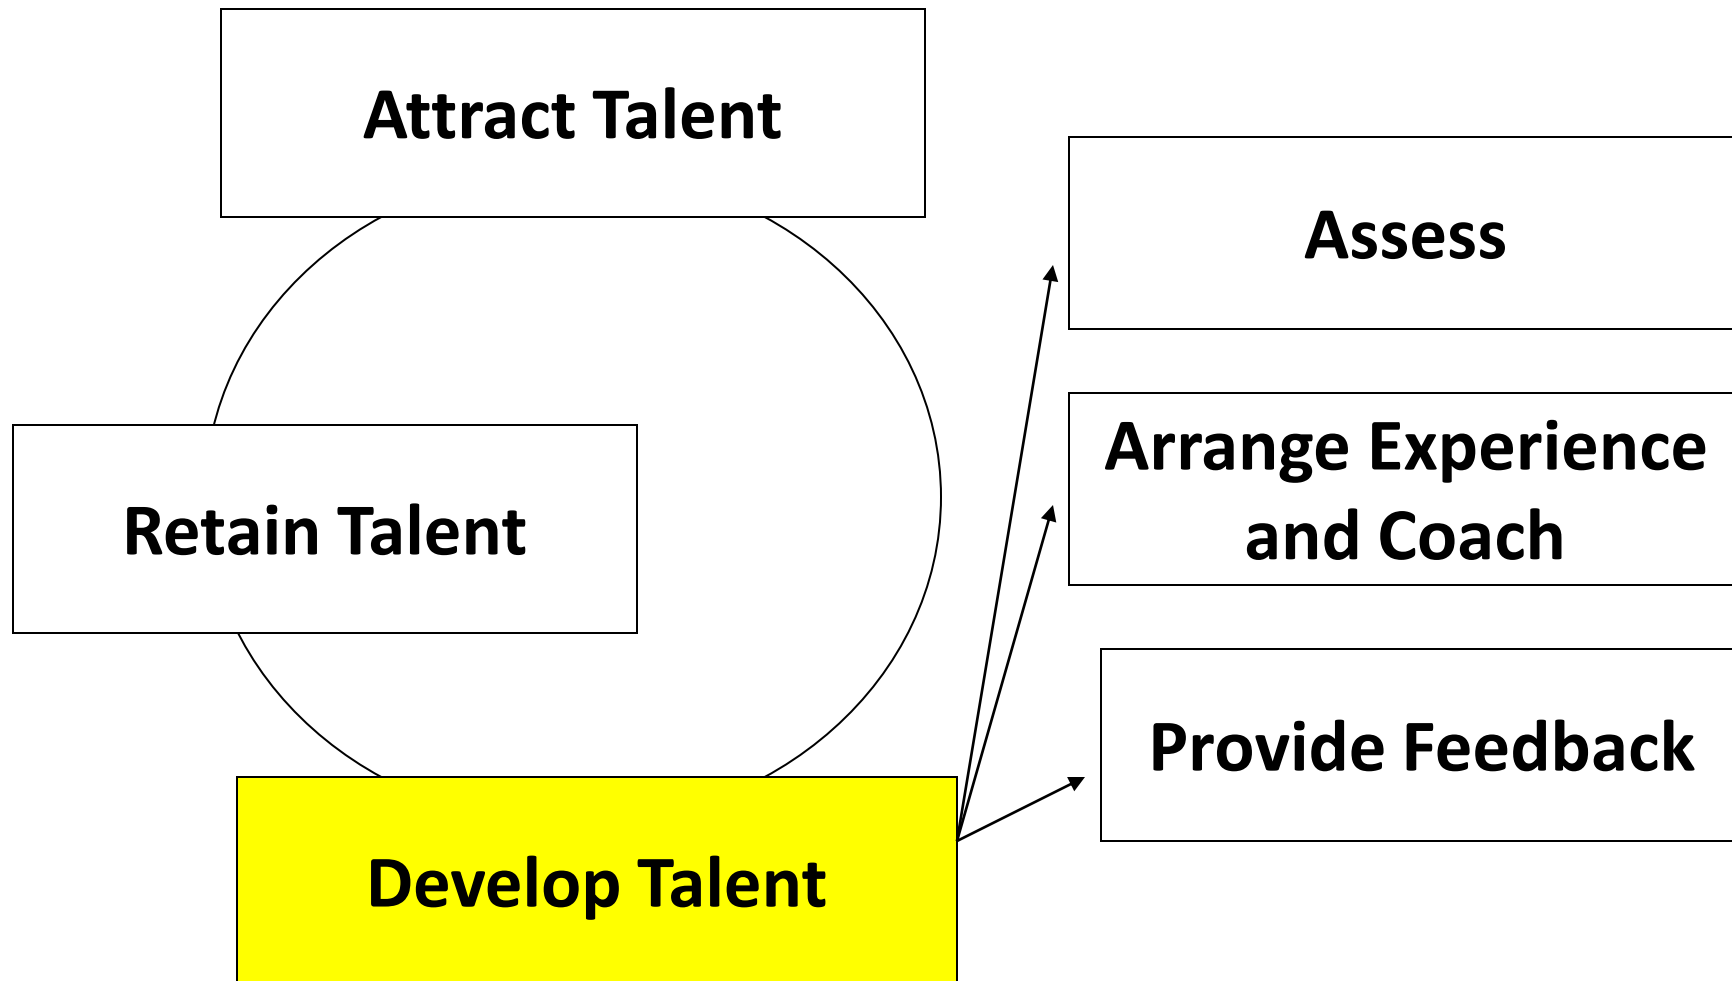 Attract Talent
Retain Talent
Develop Talent
Assess
Arrange Experience
and Coach
Provide Feedback